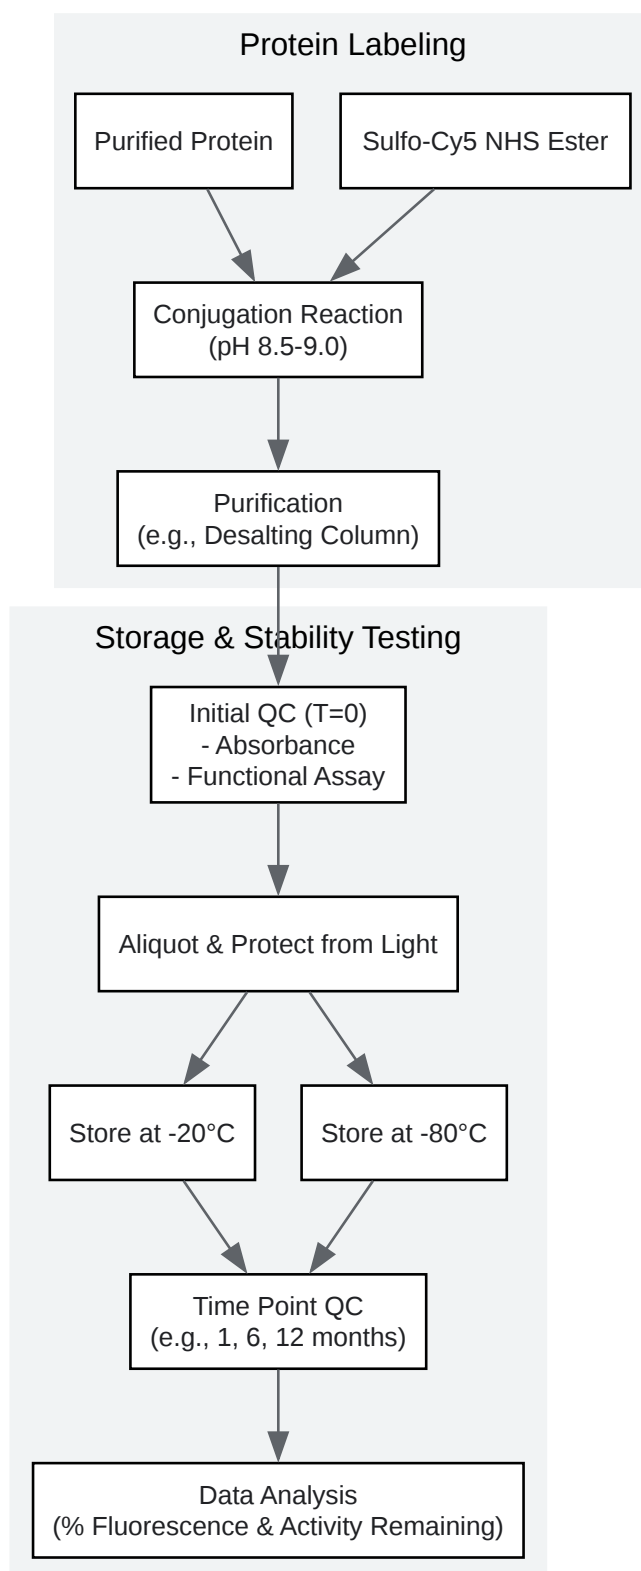 Protein Labeling
Purified Protein
Sulfo-Cy5 NHS Ester
Conjugation Reaction
(pH 8.5-9.0)
Purification
(e.g., Desalting Column)
Storage & Stability Testing
Initial QC (T=0)
- Absorbance
- Functional Assay
Aliquot & Protect from Light
Store at -20°C
Store at -80°C
Time Point QC
(e.g., 1, 6, 12 months)
Data Analysis
(% Fluorescence & Activity Remaining)